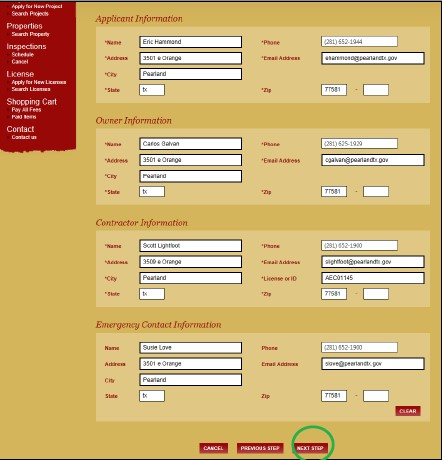 Apply for New Project
Search Projects
Properties
Search Property
Inspections
Schedule
Cancel
License
Apply for New Licenses
Search Licenses
Shopping Cart
Pay All Fees
Paid Items
Contact
Contact us
Applicant Information
*Name Eric Hammond *Phone (281) 652-1944
*Address 3501 e Orange *Email Address ehammond@pearlandtx.gov
*City Pearland
*State tx *Zip 77581 -
Owner Information
*Name Carlos Galvan *Phone (281) 625-1929
*Address 3501 e Orange *Email Address cgalvan@pearlandtx.gov
*City Pearland
*State tx *Zip 77581 -
Contractor Information
*Name Scott Lightfoot *Phone (281) 652-1900
*Address 3509 e Orange *Email Address slightfoot@pearlandtx.gov
*City Pearland *License or ID AEC01145
*State tx *Zip 77581 -
Emergency Contact Information
Name Susie Love Phone (281) 652-1900
Address 3501 e Orange Email Address slove@pearlandtx.gov
City Pearland
State tx Zip 77581 -
CLEAR
CANCEL PREVIOUS STEP NEXT STEP